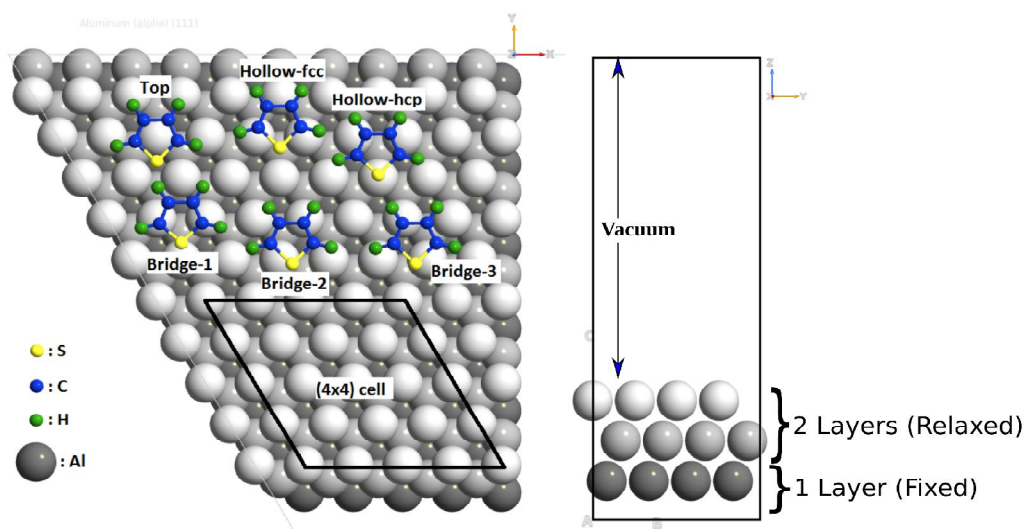 Aluminum (alpha) (111)
Y
Z
X
Top
Hollow-fcc
Hollow-hcp
Bridge-1
Bridge-2
Bridge-3
(4x4) cell
: S
: C
: H
: Al
Z
X
Y
Vacuum
C
2 Layers (Relaxed)
1 Layer (Fixed)
A
B